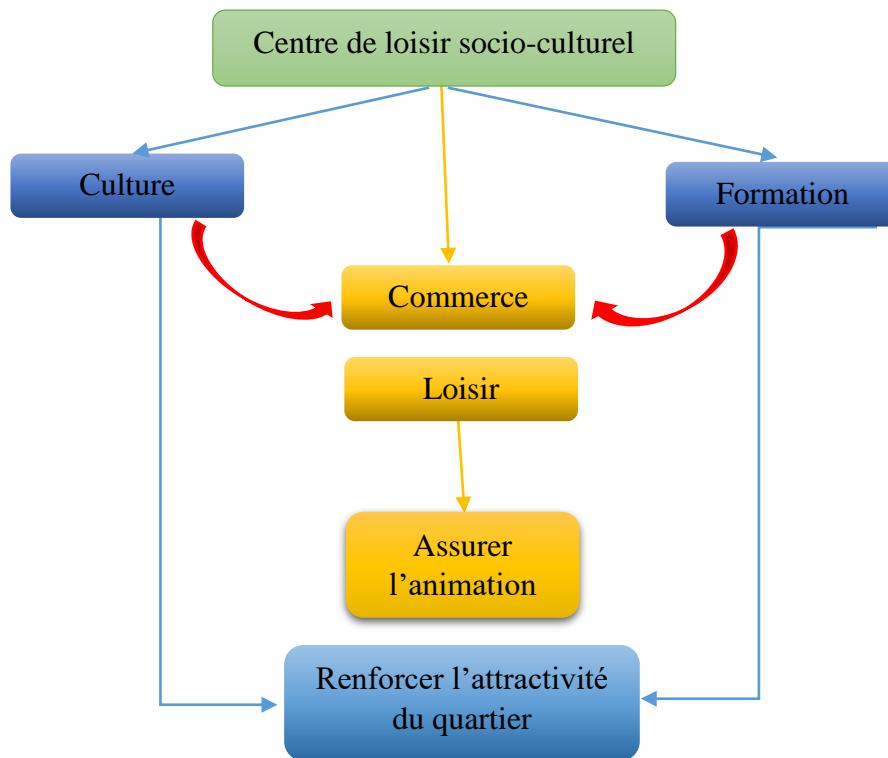 Centre de loisir socio-culturel
Culture
Formation
Commerce
Loisir
Assurer
l’animation
Renforcer l’attractivité
du quartier